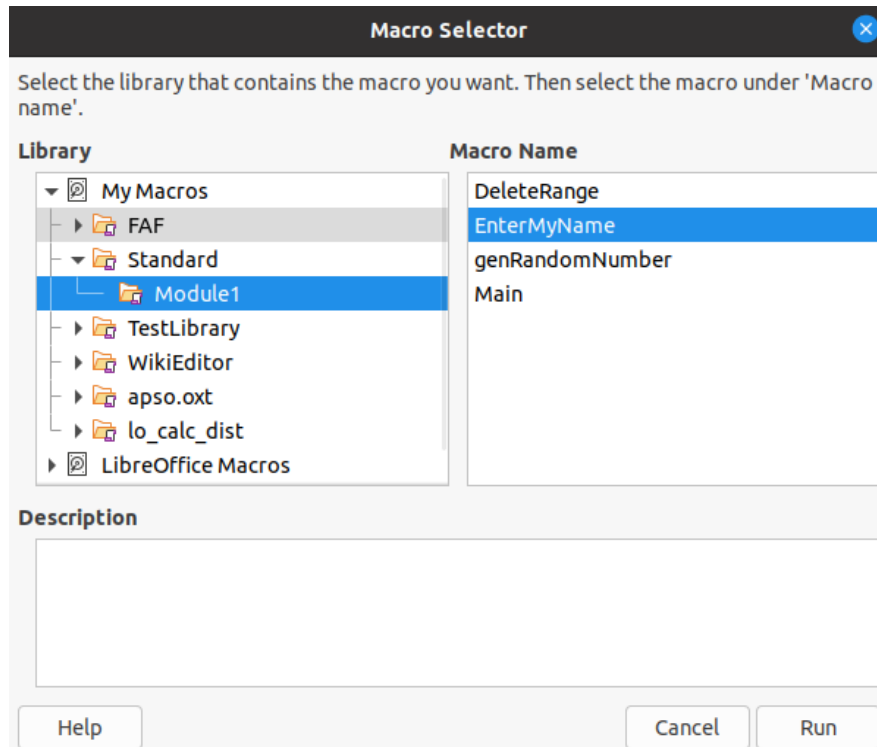 Macro Selector
Select the library that contains the macro you want. Then select the macro under 'Macro
name'.
Library
Macro Name
My Macros
FAF
Standard
Module1
TestLibrary
WikiEditor
apso.oxt
lo_calc_dist
LibreOffice Macros
DeleteRange
EnterMyName
genRandomNumber
Main
Description
Help
Cancel
Run